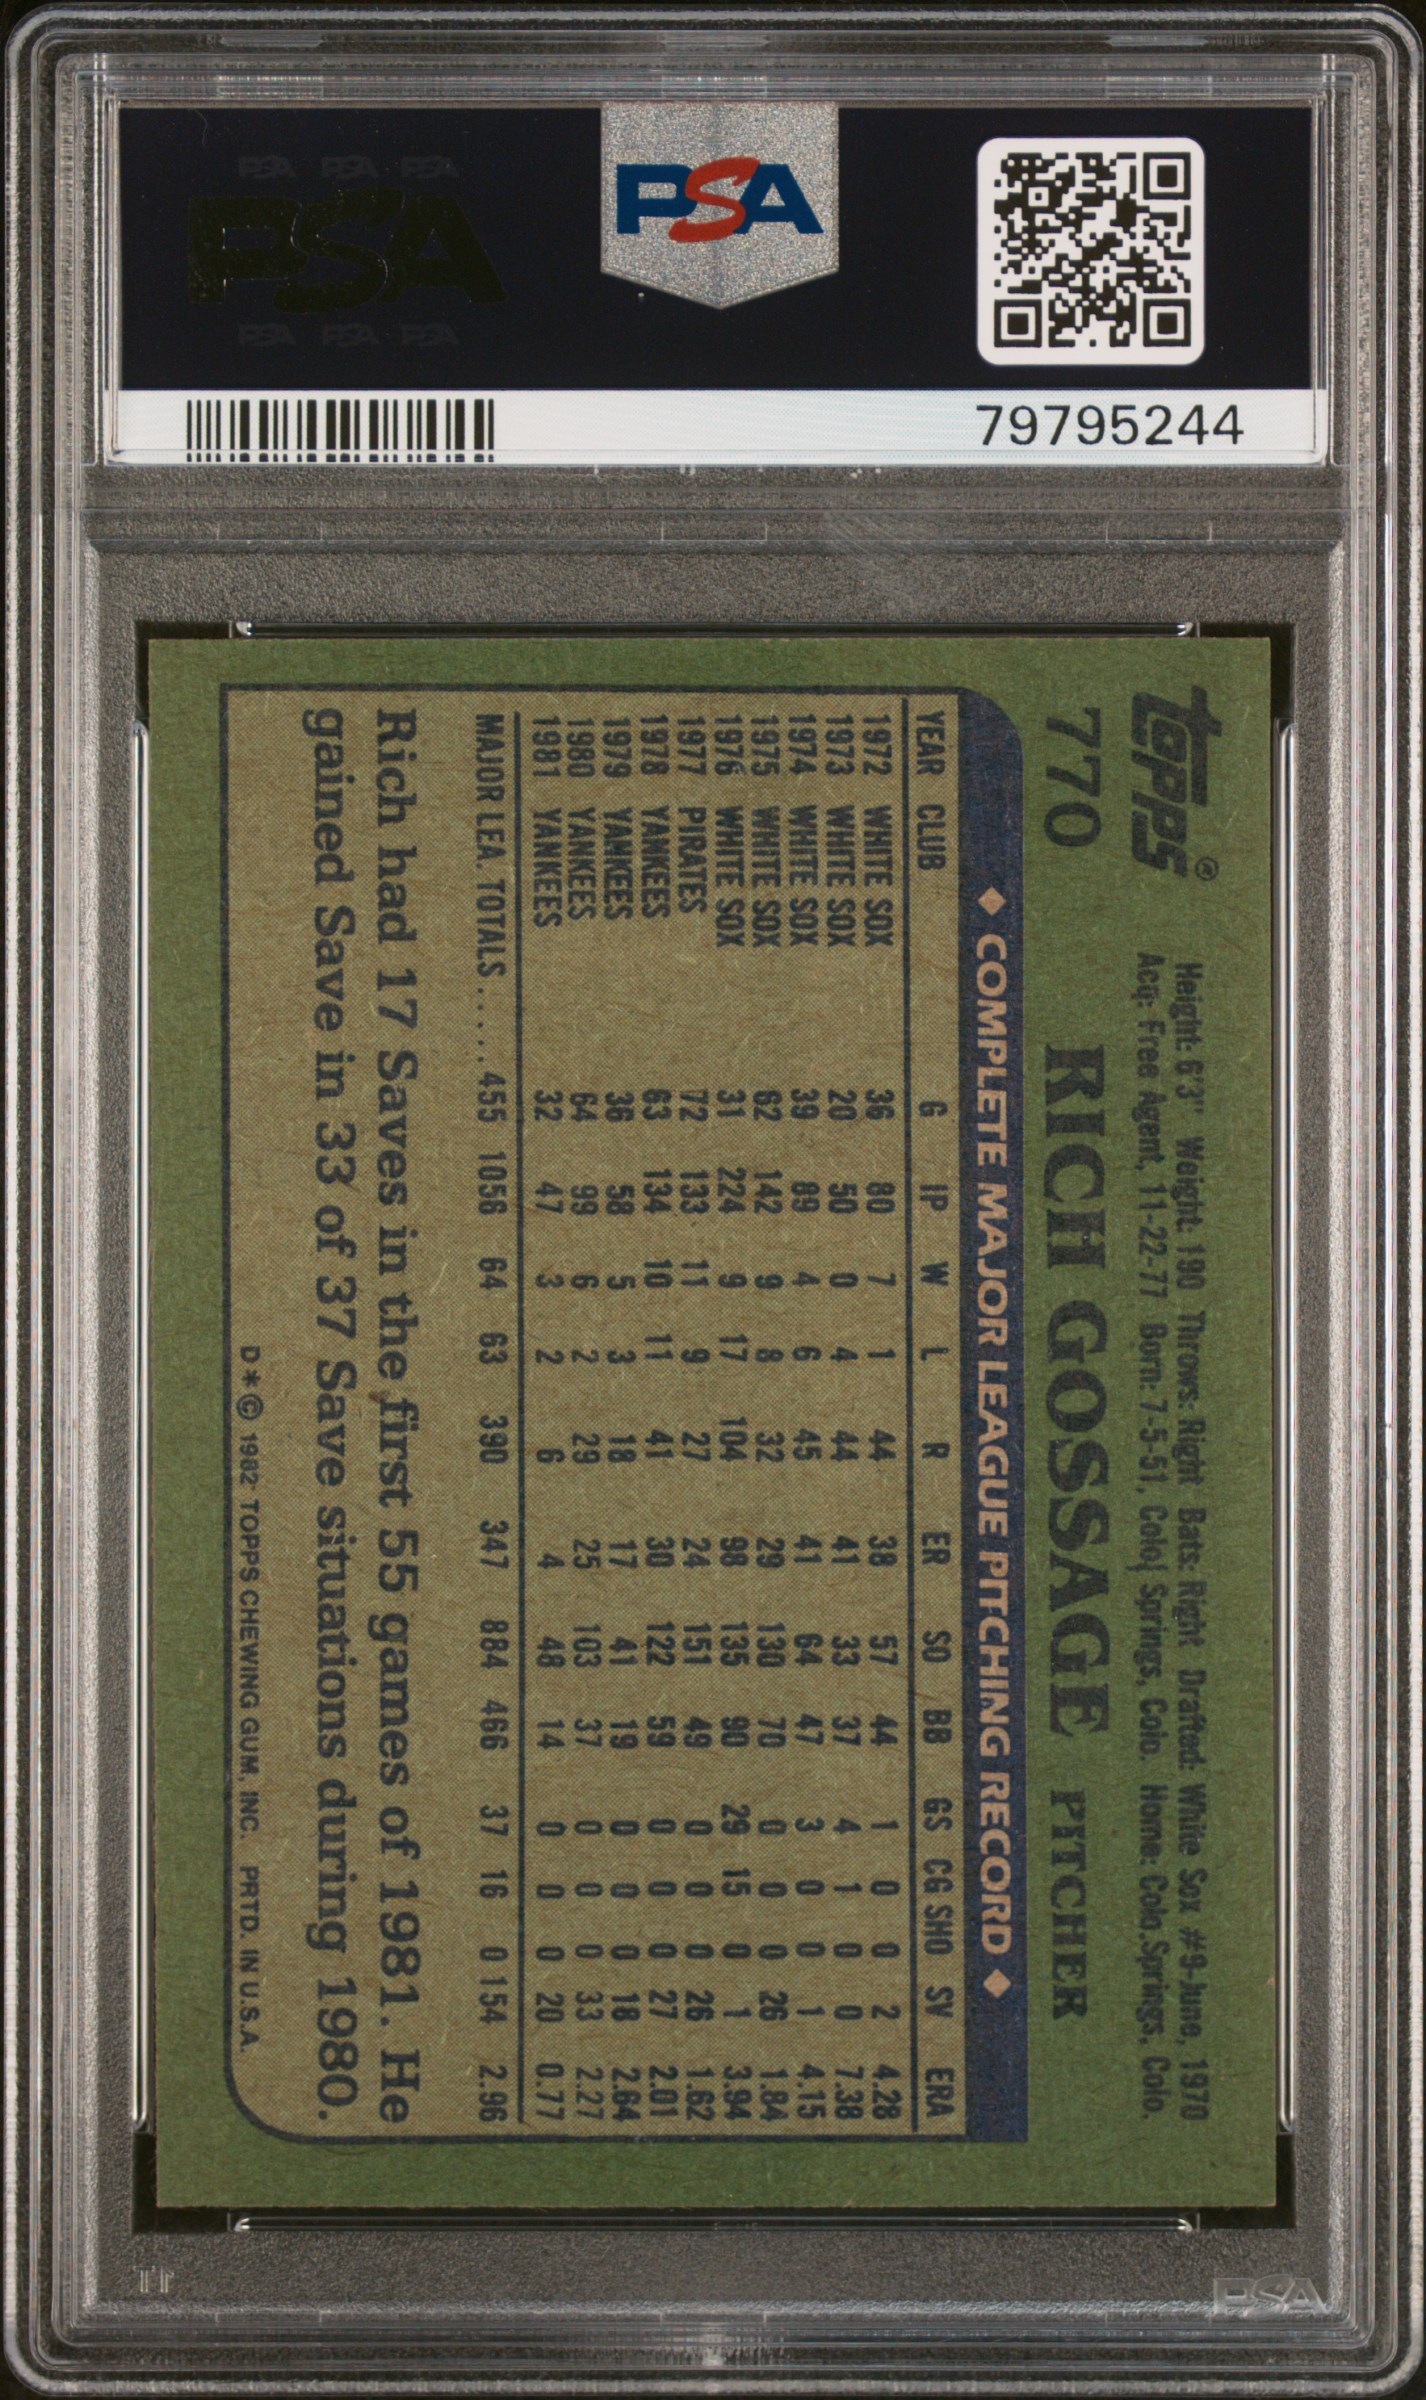 PSA PSA PSA
PSA
PSA PSA PSA
PSA
79795244
topps®
Height: 6'3" Weight: 190 Throws: Right Bats: Right Drafted: White Sox #9-June, 1970
Acq: Free Agent, 11-22-77 Born: 7-5-51, Colo Springs, Colo. Home: Colo. Springs, Colo.
770 RICH GOSSAGE PITCHER
◆ COMPLETE MAJOR LEAGUE PITCHING RECORD ◆
YEAR CLUB G IP W L R ER SO BB GS CG SHO SV ERA
1972 WHITE SOX 36 80 7 1 44 38 57 44 1 0 0 2 4.28
1973 WHITE SOX 20 50 0 4 44 41 33 37 4 1 0 0 7.38
1974 WHITE SOX 39 89 4 6 45 41 64 47 3 0 0 1 4.15
1975 WHITE SOX 62 142 9 8 32 29 130 70 0 0 0 26 1.84
1976 WHITE SOX 31 224 9 17 104 98 135 90 29 15 0 1 3.94
1977 PIRATES 72 133 11 9 27 24 151 49 0 0 0 26 1.62
1978 YANKEES 63 134 10 11 41 30 122 59 0 0 0 27 2.01
1979 YANKEES 36 58 5 3 18 17 41 19 0 0 0 18 2.64
1980 YANKEES 64 99 6 2 29 25 103 37 0 0 0 33 2.27
1981 YANKEES 32 47 3 2 6 4 48 14 0 0 0 20 0.77
MAJOR LEA. TOTALS..... 455 1056 64 63 390 347 884 466 37 16 0 154 2.96
Rich had 17 Saves in the first 55 games of 1981. He
gained Save in 33 of 37 Save situations during 1980.
D*© 1982 TOPPS CHEWING GUM, INC. PRTD. IN U.S.A.
PSA